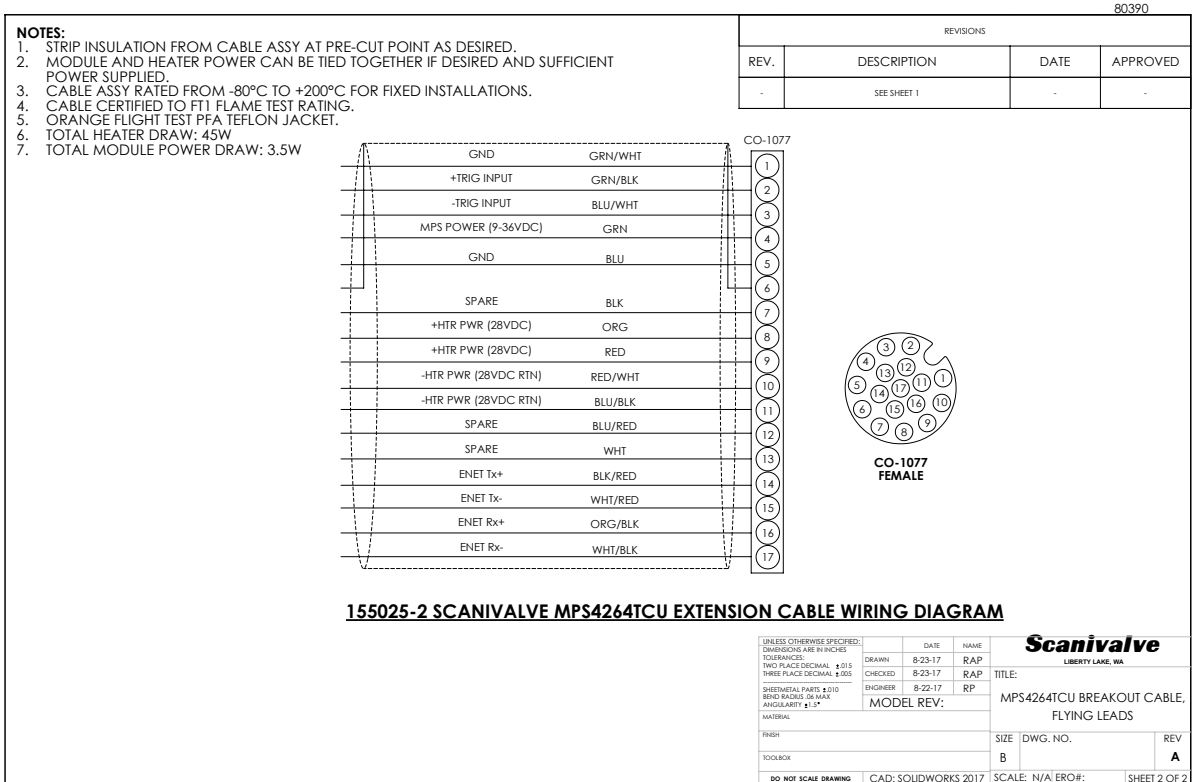 80390
NOTES:
1. STRIP INSULATION FROM CABLE ASSY AT PRE-CUT POINT AS DESIRED.
2. MODULE AND HEATER POWER CAN BE TIED TOGETHER IF DESIRED AND SUFFICIENT
POWER SUPPLIED.
3. CABLE ASSY RATED FROM -80°C TO +200°C FOR FIXED INSTALLATIONS.
4. CABLE CERTIFIED TO FT1 FLAME TEST RATING.
5. ORANGE FLIGHT TEST PFA TEFLON JACKET.
6. TOTAL HEATER DRAW: 45W
7. TOTAL MODULE POWER DRAW: 3.5W
REVISIONS
REV. DESCRIPTION DATE APPROVED
- SEE SHEET 1 - -
CO-1077
GND GRN/WHT 1
+TRIG INPUT GRN/BLK 2
-TRIG INPUT BLU/WHT 3
MPS POWER (9-36VDC) GRN 4
GND BLU 5
6
SPARE BLK 7
+HTR PWR (28VDC) ORG 8
+HTR PWR (28VDC) RED 9
-HTR PWR (28VDC RTN) RED/WHT 10
-HTR PWR (28VDC RTN) BLU/BLK 11
SPARE BLU/RED 12
SPARE WHT 13
ENET Tx+ BLK/RED 14
ENET Tx- WHT/RED 15
ENET Rx+ ORG/BLK 16
ENET Rx- WHT/BLK 17
3 2
4 12
13
5 14 17 11 1
6 15 16 10
7 8 9
CO-1077
FEMALE
155025-2 SCANIVALVE MPS4264TCU EXTENSION CABLE WIRING DIAGRAM
UNLESS OTHERWISE SPECIFIED:
DIMENSIONS ARE IN INCHES
TOLERANCES:
TWO PLACE DECIMAL ±.015
THREE PLACE DECIMAL ±.005
SHEETMETAL PARTS ±.010
BEND RADIUS .06 MAX
ANGULARITY ±1.5°
MATERIAL
FINISH
TOOLBOX
DO NOT SCALE DRAWING
DATE NAME
DRAWN 8-23-17 RAP
CHECKED 8-23-17 RAP
ENGINEER 8-22-17 RP
MODEL REV:
CAD: SOLIDWORKS 2017
Scanivalve
LIBERTY LAKE, WA
TITLE:
MPS4264TCU BREAKOUT CABLE,
FLYING LEADS
SIZE DWG. NO. REV
B A
SCALE: N/A ERO#: SHEET 2 OF 2